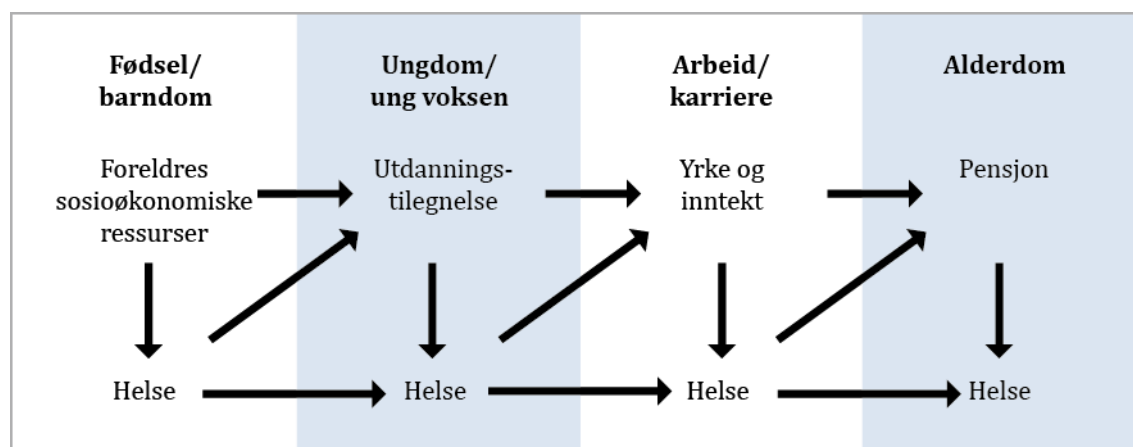 Fødsel/
barndom
Ungdom/
ung voksen
Arbeid/
karriere
Alderdom
Foreldres
sosioøkonomiske
ressurser
Utdannings-
tilegnelse
Yrke og
inntekt
Pensjon
Helse
Helse
Helse
Helse